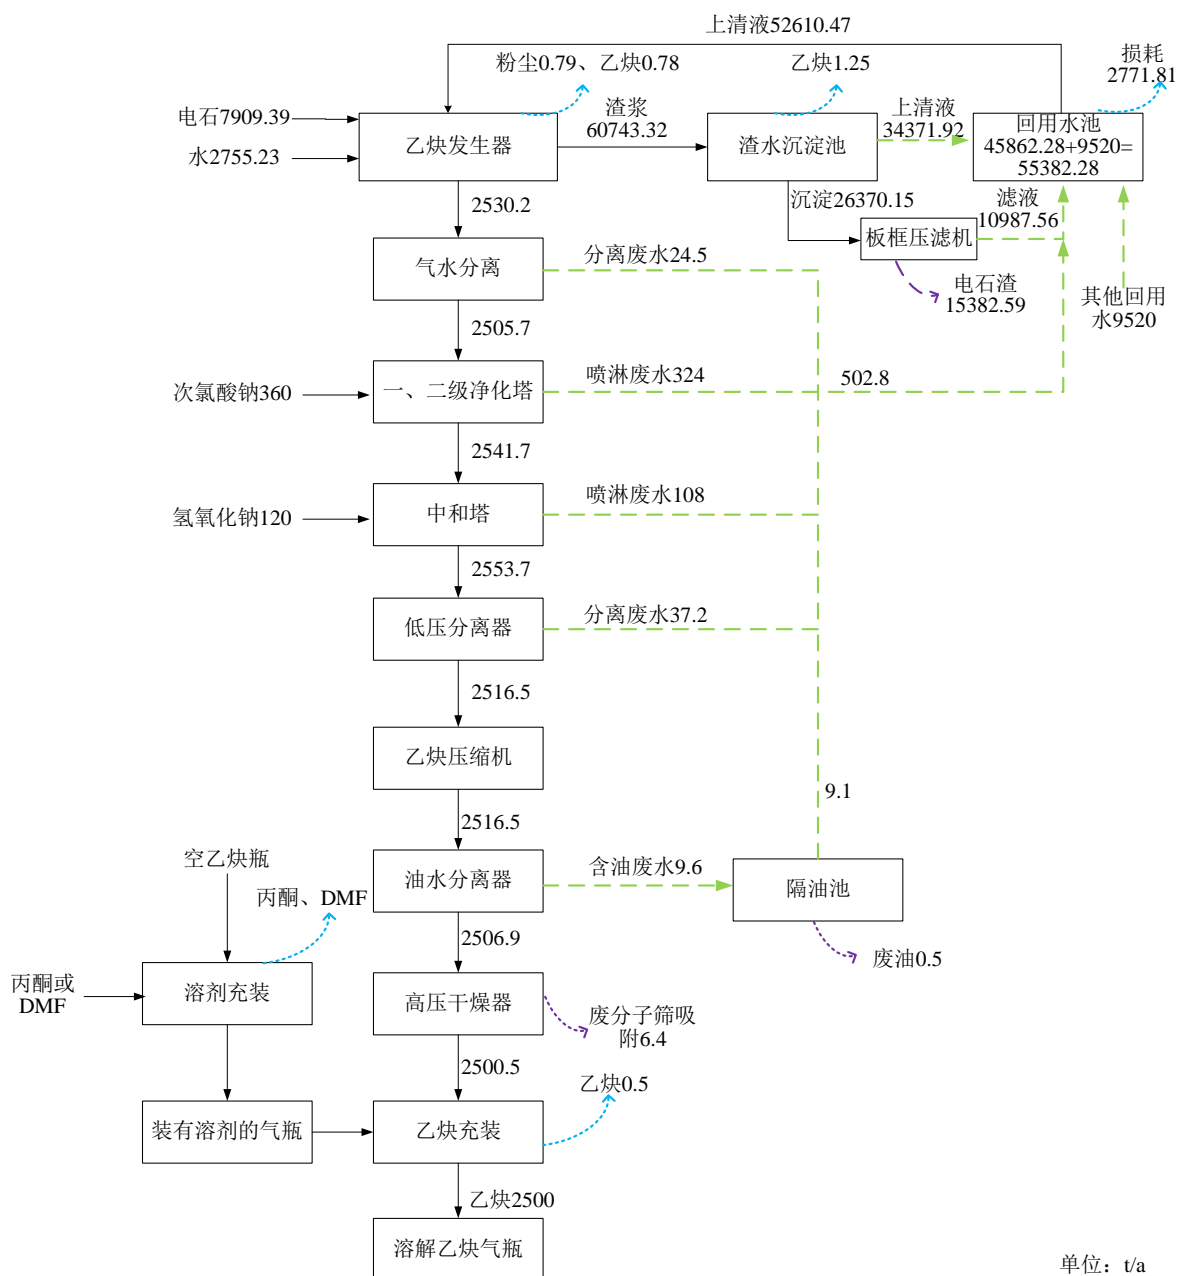 上清液52610.47
粉尘0.79、乙炔0.78
乙炔1.25
损耗
2771.81
电石7909.39
水2755.23
乙炔发生器
渣浆
60743.32
渣水沉淀池
上清液
34371.92
回用水池
45862.28+9520=
55382.28
2530.2
沉淀26370.15
滤液
10987.56
板框压滤机
气水分离
分离废水24.5
电石渣
15382.59
其他回用
水9520
2505.7
次氯酸钠360
一、二级净化塔
喷淋废水324
502.8
2541.7
氢氧化钠120
中和塔
喷淋废水108
2553.7
低压分离器
分离废水37.2
2516.5
乙炔压缩机
2516.5
9.1
空乙炔瓶
油水分离器
含油废水9.6
隔油池
丙酮、DMF
2506.9
废油0.5
丙酮或
DMF
溶剂充装
高压干燥器
废分子筛吸
附6.4
2500.5
乙炔0.5
装有溶剂的气瓶
乙炔充装
乙炔2500
溶解乙炔气瓶
单位：t/a